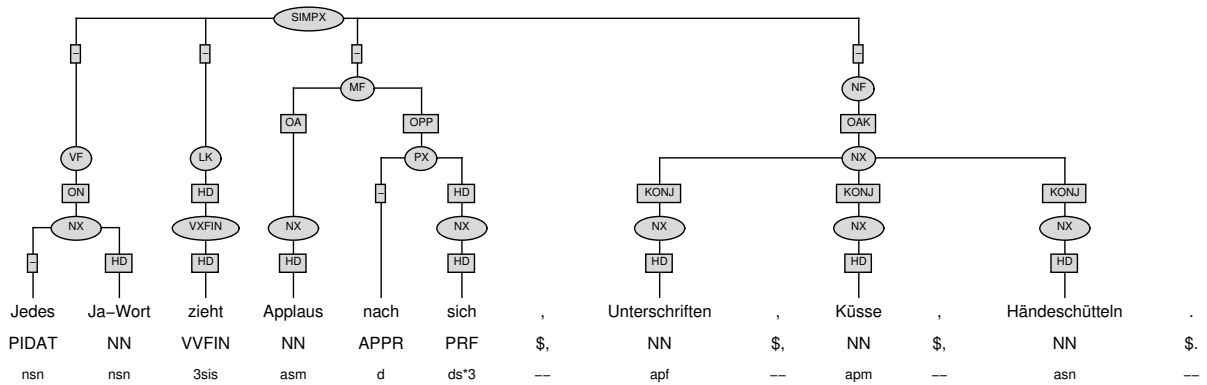 SIMPX
– – – –
MF NF
OA OPP OAK
VF LK PX NX
ON HD – HD KONJ KONJ KONJ
NX VXFIN NX NX NX NX NX
– HD HD HD HD HD HD HD
Jedes Ja–Wort zieht Applaus nach sich , Unterschriften , Küsse , Händeschütteln .
PIDAT NN VVFIN NN APPR PRF $, NN $, NN $, NN $.
nsn nsn 3sis asm d ds*3 –– apf –– apm –– asn ––